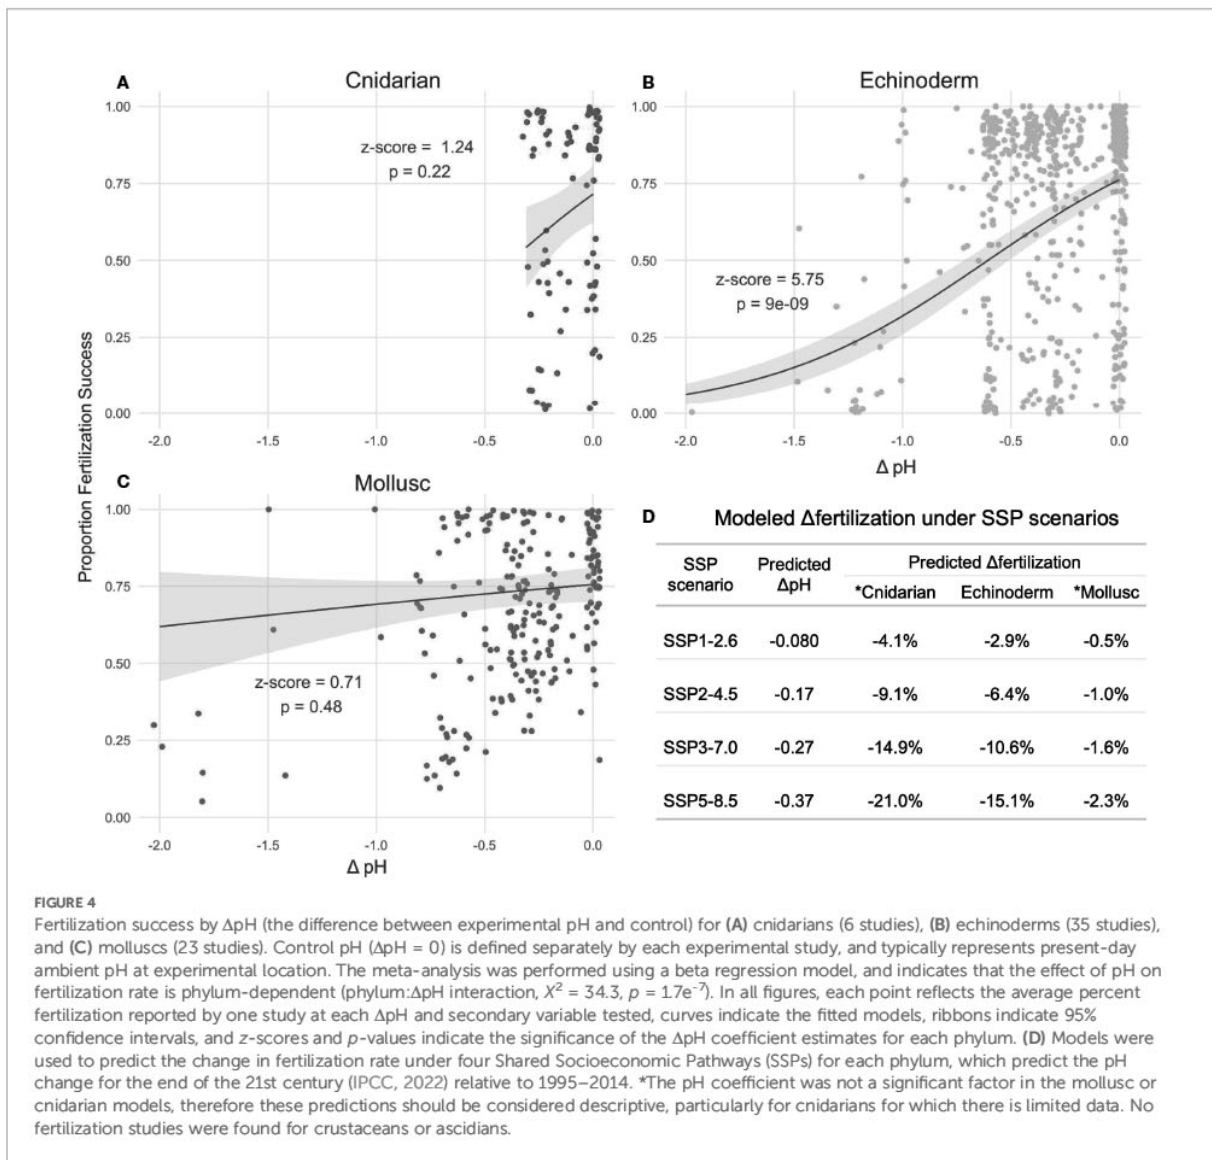 A
Cnidarian
1.00
0.75
0.50
0.25
0.00
z-score = 1.24
p = 0.22
-2.0 -1.5 -1.0 -0.5 0.0
B
Echinoderm
1.00
0.75
0.50
0.25
0.00
z-score = 5.75
p = 9e-09
-2.0 -1.5 -1.0 -0.5 0.0
Δ pH
Proportion Fertilization Success
C
Mollusc
1.00
0.75
0.50
0.25
0.00
z-score = 0.71
p = 0.48
-2.0 -1.5 -1.0 -0.5 0.0
Δ pH
D
Modeled Δfertilization under SSP scenarios
SSP scenario Predicted ΔpH Predicted Δfertilization
*Cnidarian Echinoderm *Mollusc
SSP1-2.6 -0.080 -4.1% -2.9% -0.5%
SSP2-4.5 -0.17 -9.1% -6.4% -1.0%
SSP3-7.0 -0.27 -14.9% -10.6% -1.6%
SSP5-8.5 -0.37 -21.0% -15.1% -2.3%
FIGURE 4
Fertilization success by ΔpH (the difference between experimental pH and control) for (A) cnidarians (6 studies), (B) echinoderms (35 studies),
and (C) molluscs (23 studies). Control pH (ΔpH = 0) is defined separately by each experimental study, and typically represents present-day
ambient pH at experimental location. The meta-analysis was performed using a beta regression model, and indicates that the effect of pH on
fertilization rate is phylum-dependent (phylum:ΔpH interaction, X² = 34.3, p = 1.7e⁻⁷). In all figures, each point reflects the average percent
fertilization reported by one study at each ΔpH and secondary variable tested, curves indicate the fitted models, ribbons indicate 95%
confidence intervals, and z-scores and p-values indicate the significance of the ΔpH coefficient estimates for each phylum. (D) Models were
used to predict the change in fertilization rate under four Shared Socioeconomic Pathways (SSPs) for each phylum, which predict the pH
change for the end of the 21st century (IPCC, 2022) relative to 1995–2014. *The pH coefficient was not a significant factor in the mollusc or
cnidarian models, therefore these predictions should be considered descriptive, particularly for cnidarians for which there is limited data. No
fertilization studies were found for crustaceans or ascidians.